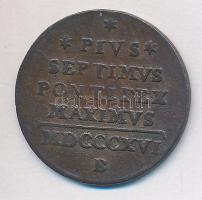 * PIVS *
SEPTIMVS
PONTIFEX
MAXIMVS
MDCCCXVI
B